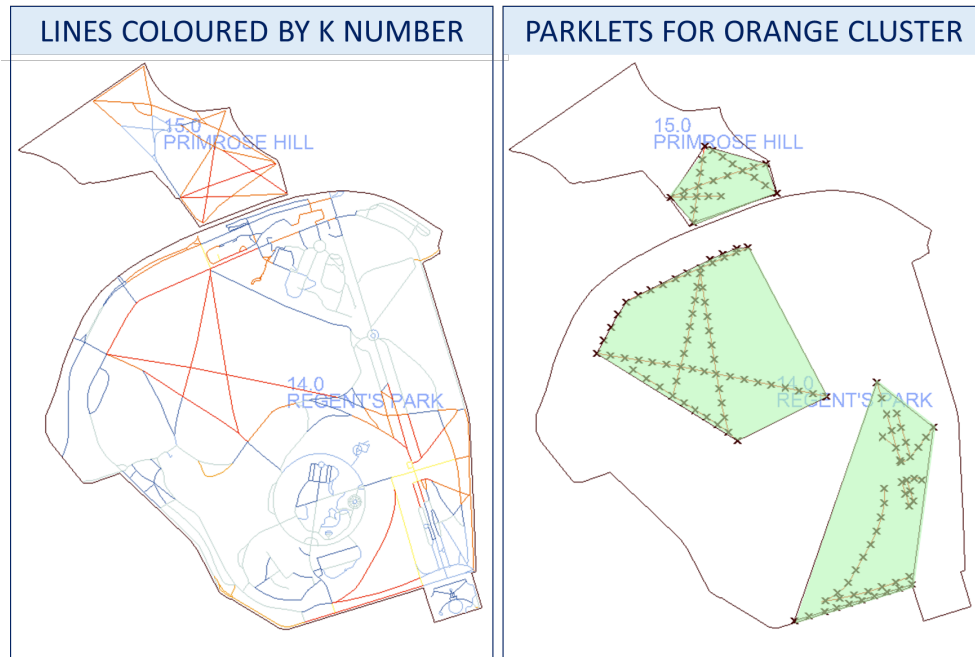 LINES COLOURED BY K NUMBER
PARKLETS FOR ORANGE CLUSTER
15.0
PRIMROSE HILL
14.0
REGENT'S PARK
15.0
PRIMROSE HILL
14.0
REGENT'S PARK